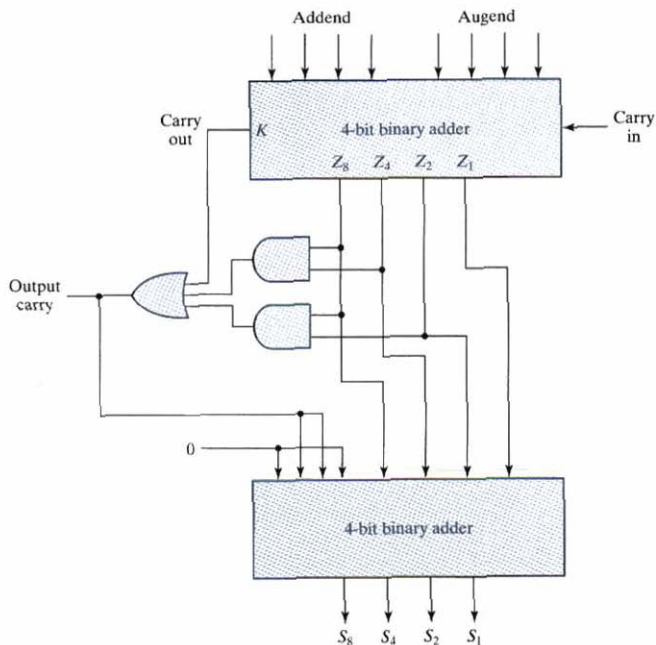 Addend Augend
Carry
out
K 4-bit binary adder
Carry
in
Z8 Z4 Z2 Z1
Output
carry
0
4-bit binary adder
S8 S4 S2 S1